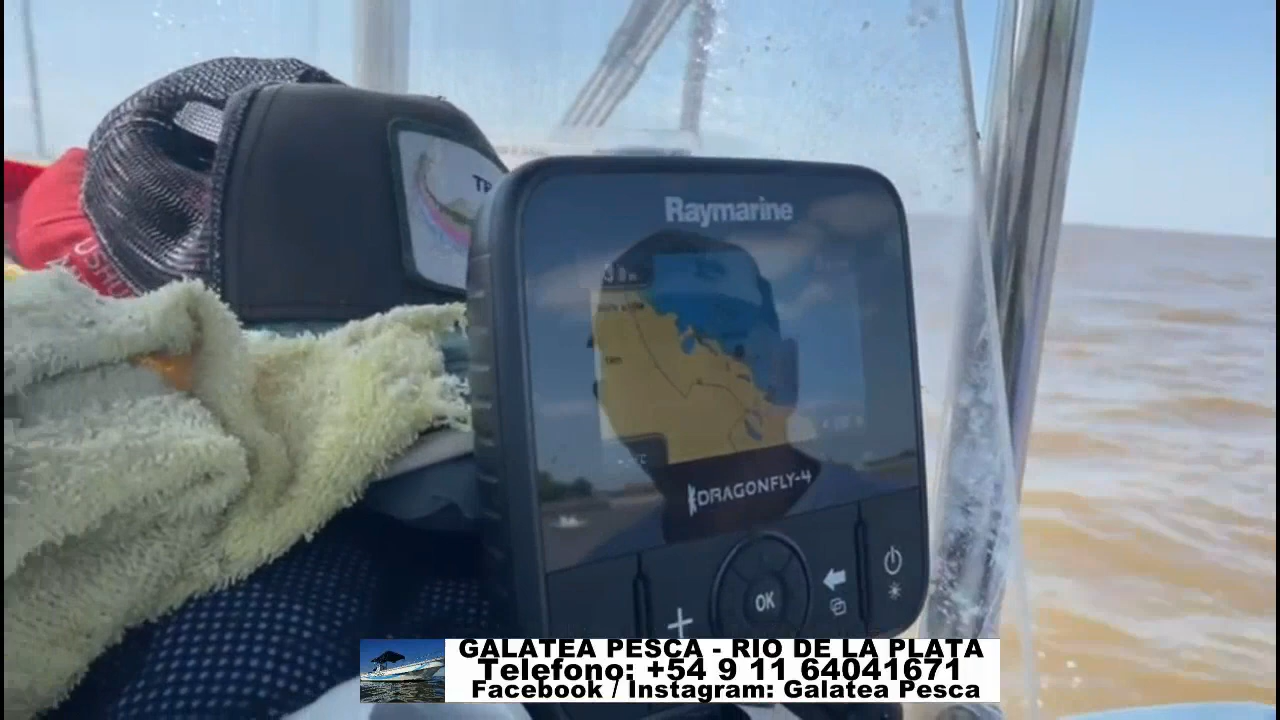 Raymarine
DRAGONFLY-4
OK
GALATEA PESCA - RIO DE LA PLATA
Telefono: +54 9 11 64041671
Facebook / Instagram: Galatea Pesca